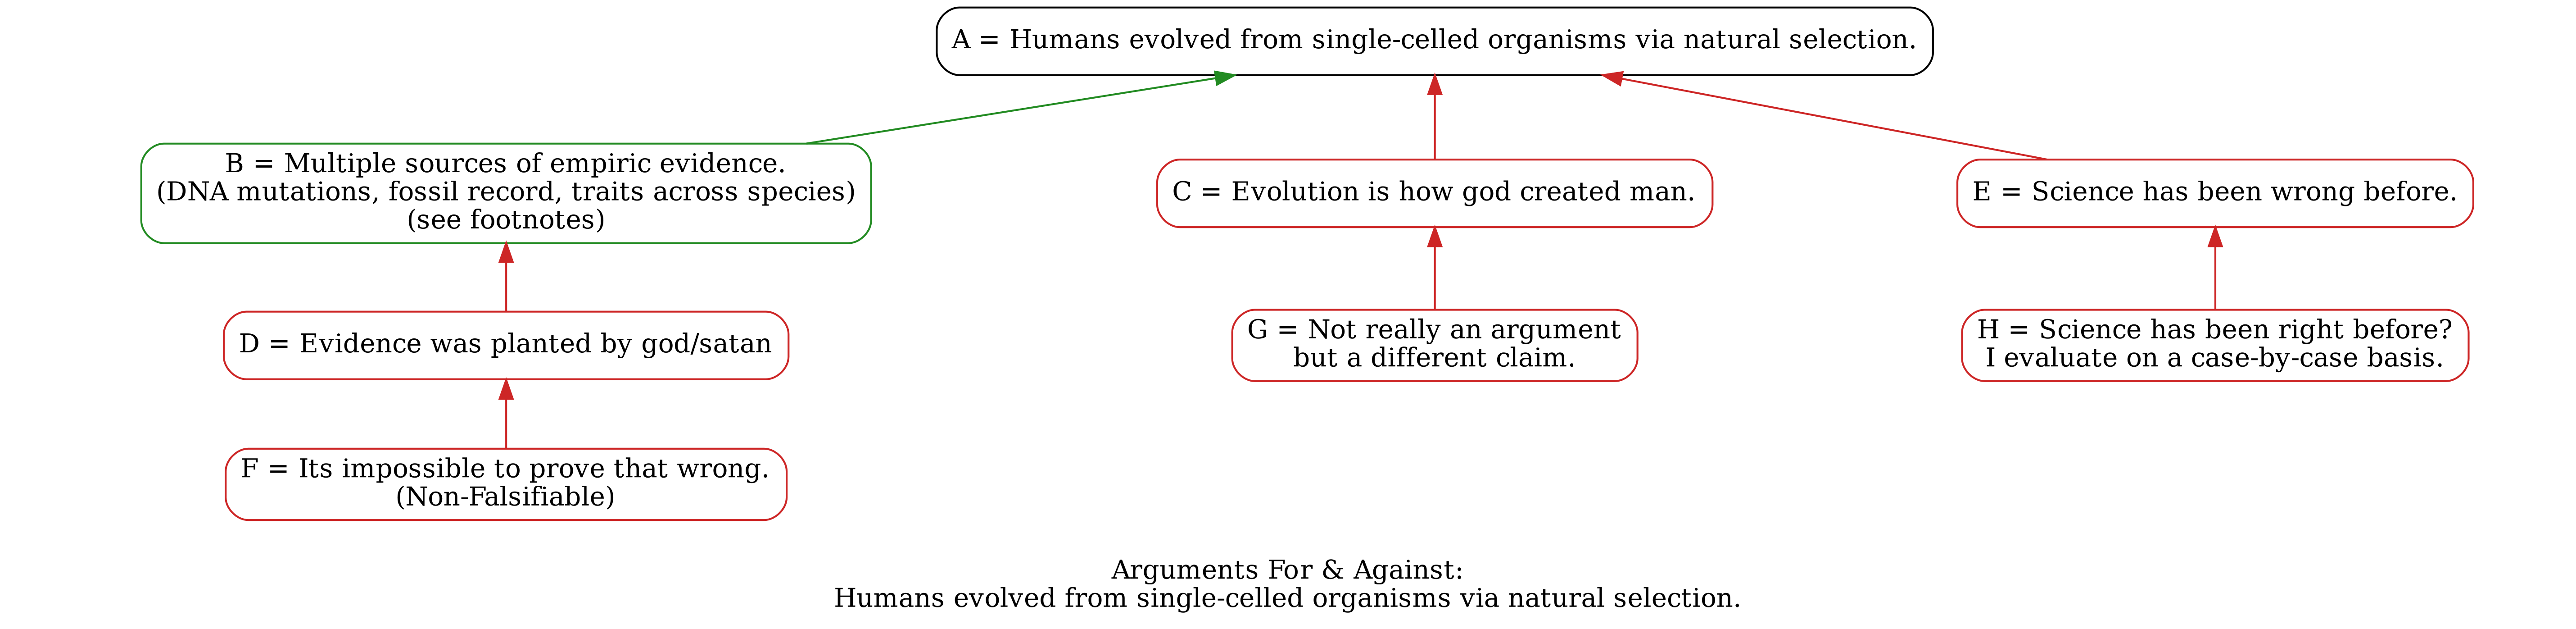 A = Humans evolved from single-celled organisms via natural selection.
B = Multiple sources of empiric evidence.
(DNA mutations, fossil record, traits across species)
(see footnotes)
C = Evolution is how god created man.
E = Science has been wrong before.
D = Evidence was planted by god/satan
G = Not really an argument
but a different claim.
H = Science has been right before?
I evaluate on a case-by-case basis.
F = Its impossible to prove that wrong.
(Non-Falsifiable)
Arguments For & Against:
Humans evolved from single-celled organisms via natural selection.